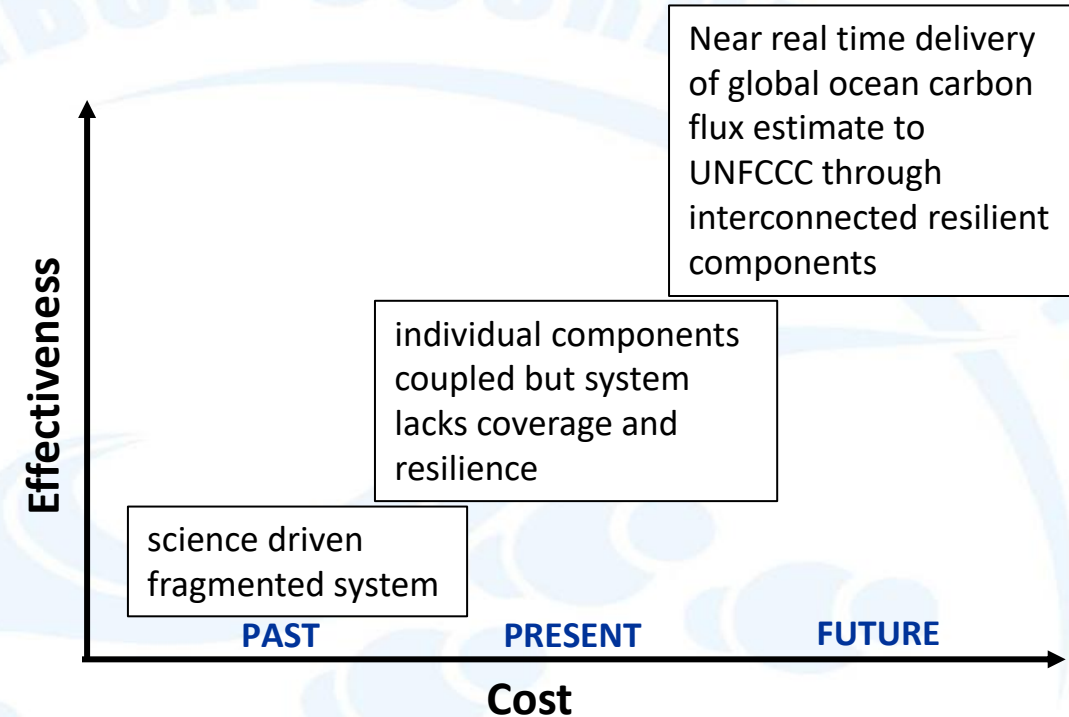 Near real time delivery
of global ocean carbon
flux estimate to
UNFCCC through
interconnected resilient
components
Effectiveness
individual components
coupled but system
lacks coverage and
resilience
science driven
fragmented system
PAST
PRESENT
FUTURE
Cost